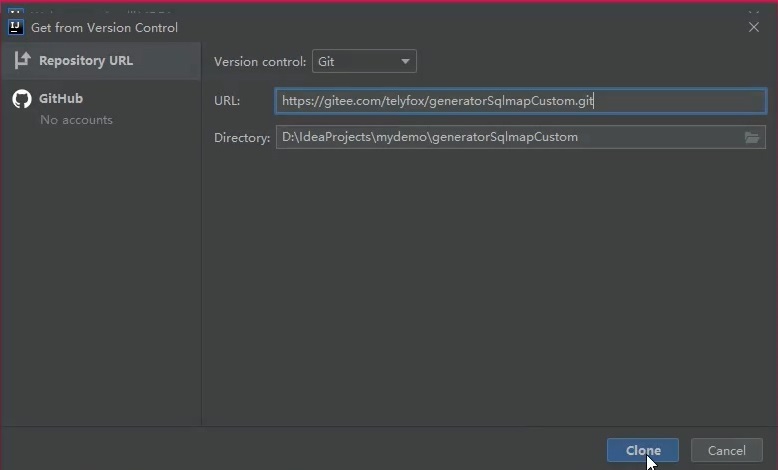 Get from Version Control
Repository URL
GitHub
No accounts
Version control: Git
URL: https://gitee.com/telyfox/generatorSqlmapCustom.git
Directory: D:\IdeaProjects\mydemo\generatorSqlmapCustom
Clone Cancel